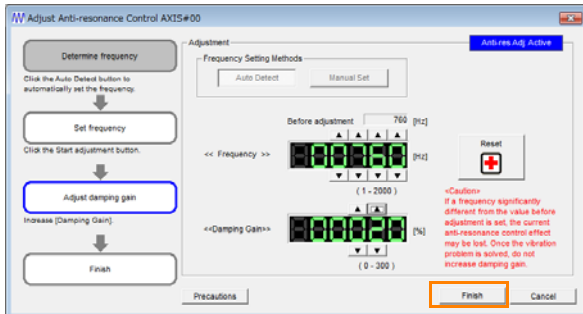 Adjust Anti-resonance Control AXIS#00
Determine frequency
Click the Auto Detect button to
automatically set the frequency.
Set frequency
Click the Start adjustment button.
Adjust damping gain
Increase [Damping Gain].
Finish
Adjustment
Anti-res Adj Active
Frequency Setting Methods
Auto Detect
Manual Set
Before adjustment 760 [Hz]
<< Frequency >> 000760 [Hz]
( 1 - 2000 )
<<Damping Gain>> 000020 [%]
( 0 - 300 )
Reset
<Caution>
If a frequency significantly
different from the value before
adjustment is set, the current
anti-resonance control effect
may be lost. Once the vibration
problem is solved, do not
increase damping gain.
Precautions
Finish
Cancel